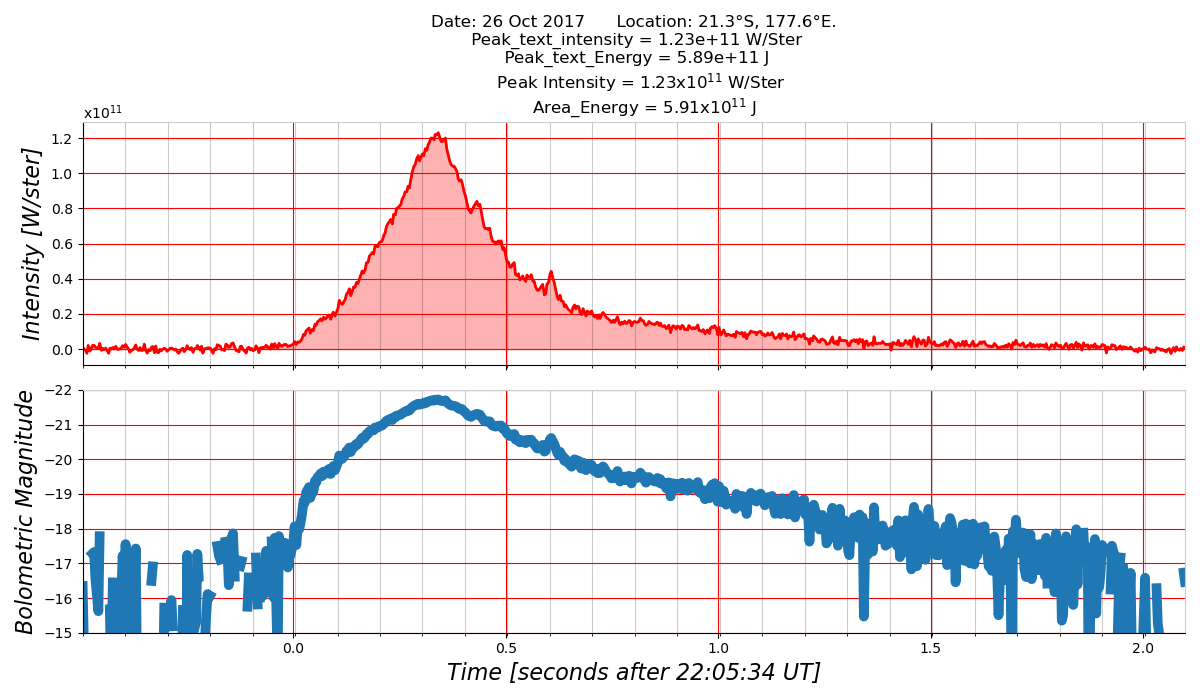 Date: 26 Oct 2017      Location: 21.3°S, 177.6°E.
Peak_text_intensity = 1.23e+11 W/Ster
Peak_text_Energy = 5.89e+11 J
Peak Intensity = 1.23x10¹¹ W/Ster
Area_Energy = 5.91x10¹¹ J
x10¹¹
Intensity [W/ster]
1.2
1.0
0.8
0.6
0.4
0.2
0.0
Bolometric Magnitude
−22
−21
−20
−19
−18
−17
−16
−15
0.0 0.5 1.0 1.5 2.0
Time [seconds after 22:05:34 UT]